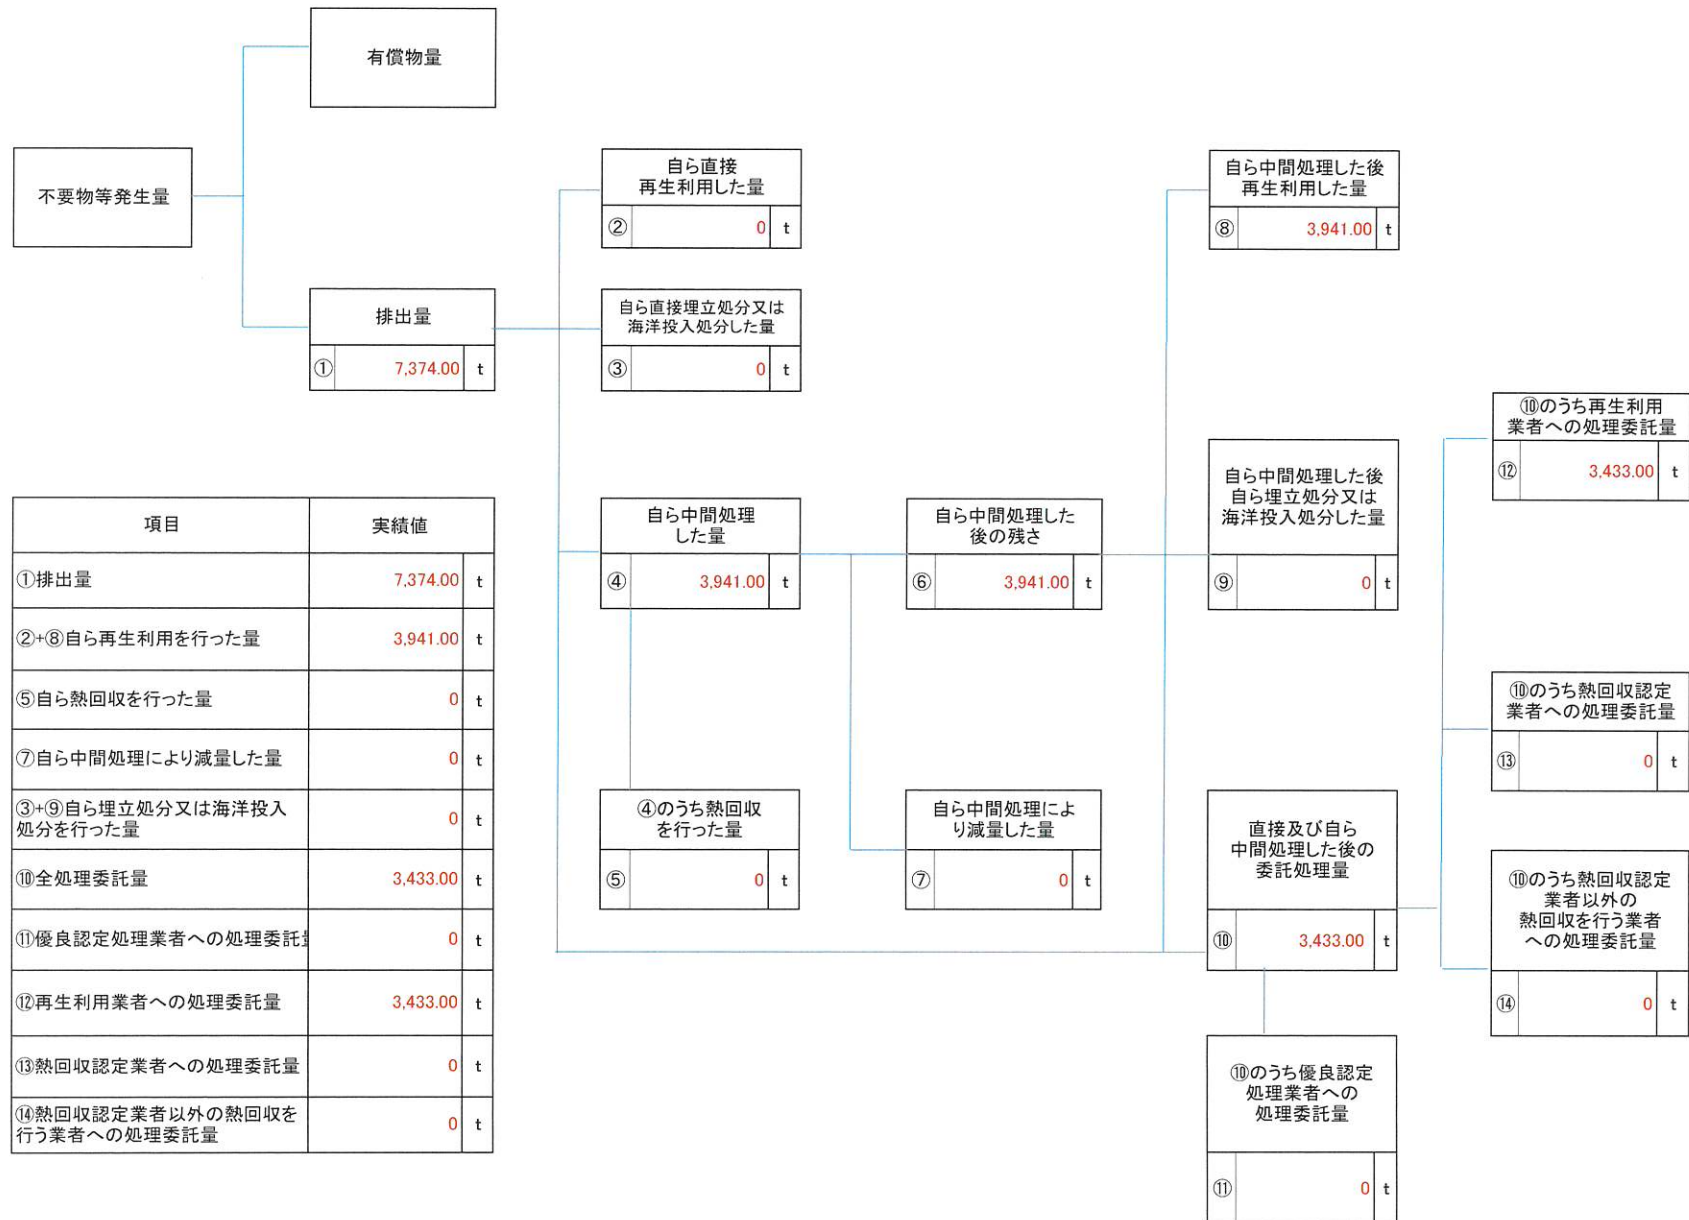 有償物量
不要物等発生量
排出量
① 7,374.00 t
自ら直接
再生利用した量
② 0 t
自ら直接埋立処分又は
海洋投入処分した量
③ 0 t
自ら中間処理
した量
④ 3,941.00 t
④のうち熱回収
を行った量
⑤ 0 t
自ら中間処理した
後の残さ
⑥ 3,941.00 t
自ら中間処理によ
り減量した量
⑦ 0 t
自ら中間処理した後
再生利用した量
⑧ 3,941.00 t
自ら中間処理した後
自ら埋立処分又は
海洋投入処分した量
⑨ 0 t
直接及び自ら
中間処理した後の
委託処理量
⑩ 3,433.00 t
⑩のうち優良認定
処理業者への
処理委託量
⑪ 0 t
⑩のうち再生利用
業者への処理委託量
⑫ 3,433.00 t
⑩のうち熱回収認定
業者への処理委託量
⑬ 0 t
⑩のうち熱回収認定
業者以外の
熱回収を行う業者
への処理委託量
⑭ 0 t
項目 実績値
①排出量 7,374.00 t
②+⑧自ら再生利用を行った量 3,941.00 t
⑤自ら熱回収を行った量 0 t
⑦自ら中間処理により減量した量 0 t
③+⑨自ら埋立処分又は海洋投入
処分を行った量 0 t
⑩全処理委託量 3,433.00 t
⑪優良認定処理業者への処理委託 0 t
⑫再生利用業者への処理委託量 3,433.00 t
⑬熱回収認定業者への処理委託量 0 t
⑭熱回収認定業者以外の熱回収を
行う業者への処理委託量 0 t